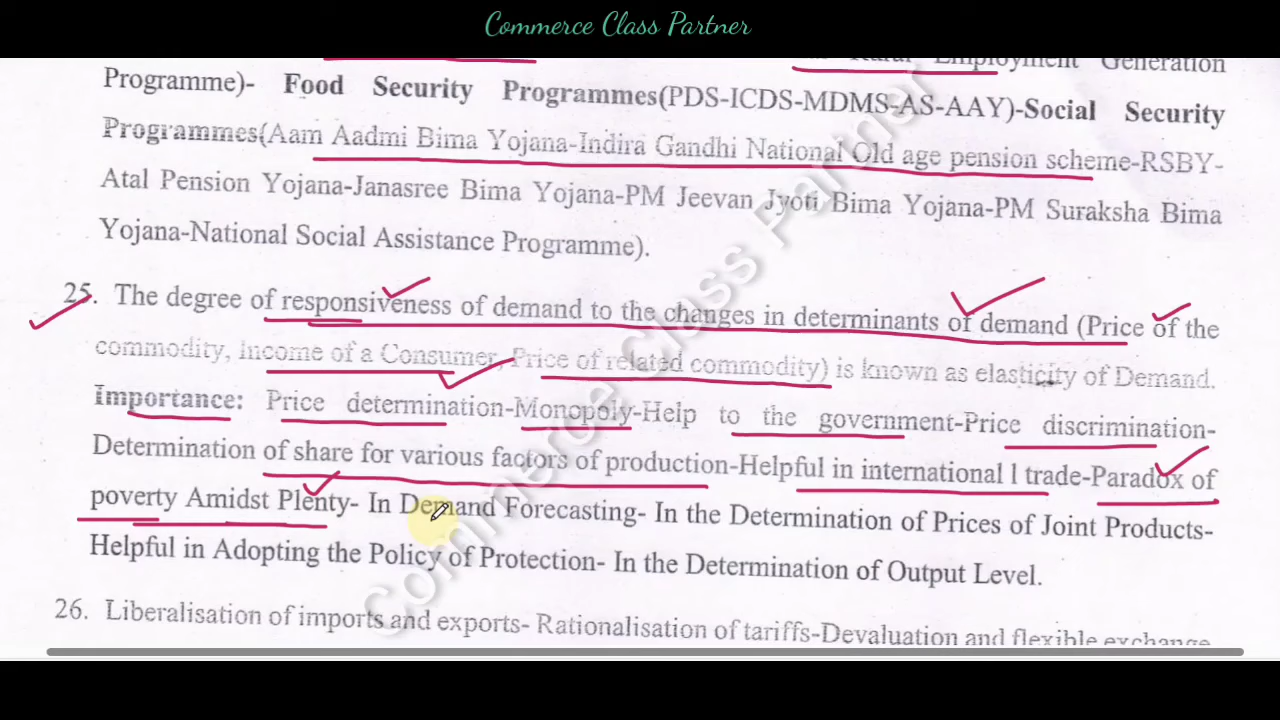 Commerce Class Partner
Rural Employment Generation
Programme)- Food Security Programmes(PDS-ICDS-MDMS-AS-AAY)-Social Security
Programmes(Aam Aadmi Bima Yojana-Indira Gandhi National Old age pension scheme-RSBY-
Atal Pension Yojana-Janasree Bima Yojana-PM Jeevan Jyoti Bima Yojana-PM Suraksha Bima
Yojana-National Social Assistance Programme).
25. The degree of responsiveness of demand to the changes in determinants of demand (Price of the
commodity, Income of a Consumer, Price of related commodity) is known as elasticity of Demand.
Importance: Price determination-Monopoly-Help to the government-Price discrimination-
Determination of share for various factors of production-Helpful in international l trade-Paradox of
poverty Amidst Plenty- In Demand Forecasting- In the Determination of Prices of Joint Products-
Helpful in Adopting the Policy of Protection- In the Determination of Output Level.
26. Liberalisation of imports and exports- Rationalisation of tariffs-Devaluation and flexible exchange
Commerce Class Partner